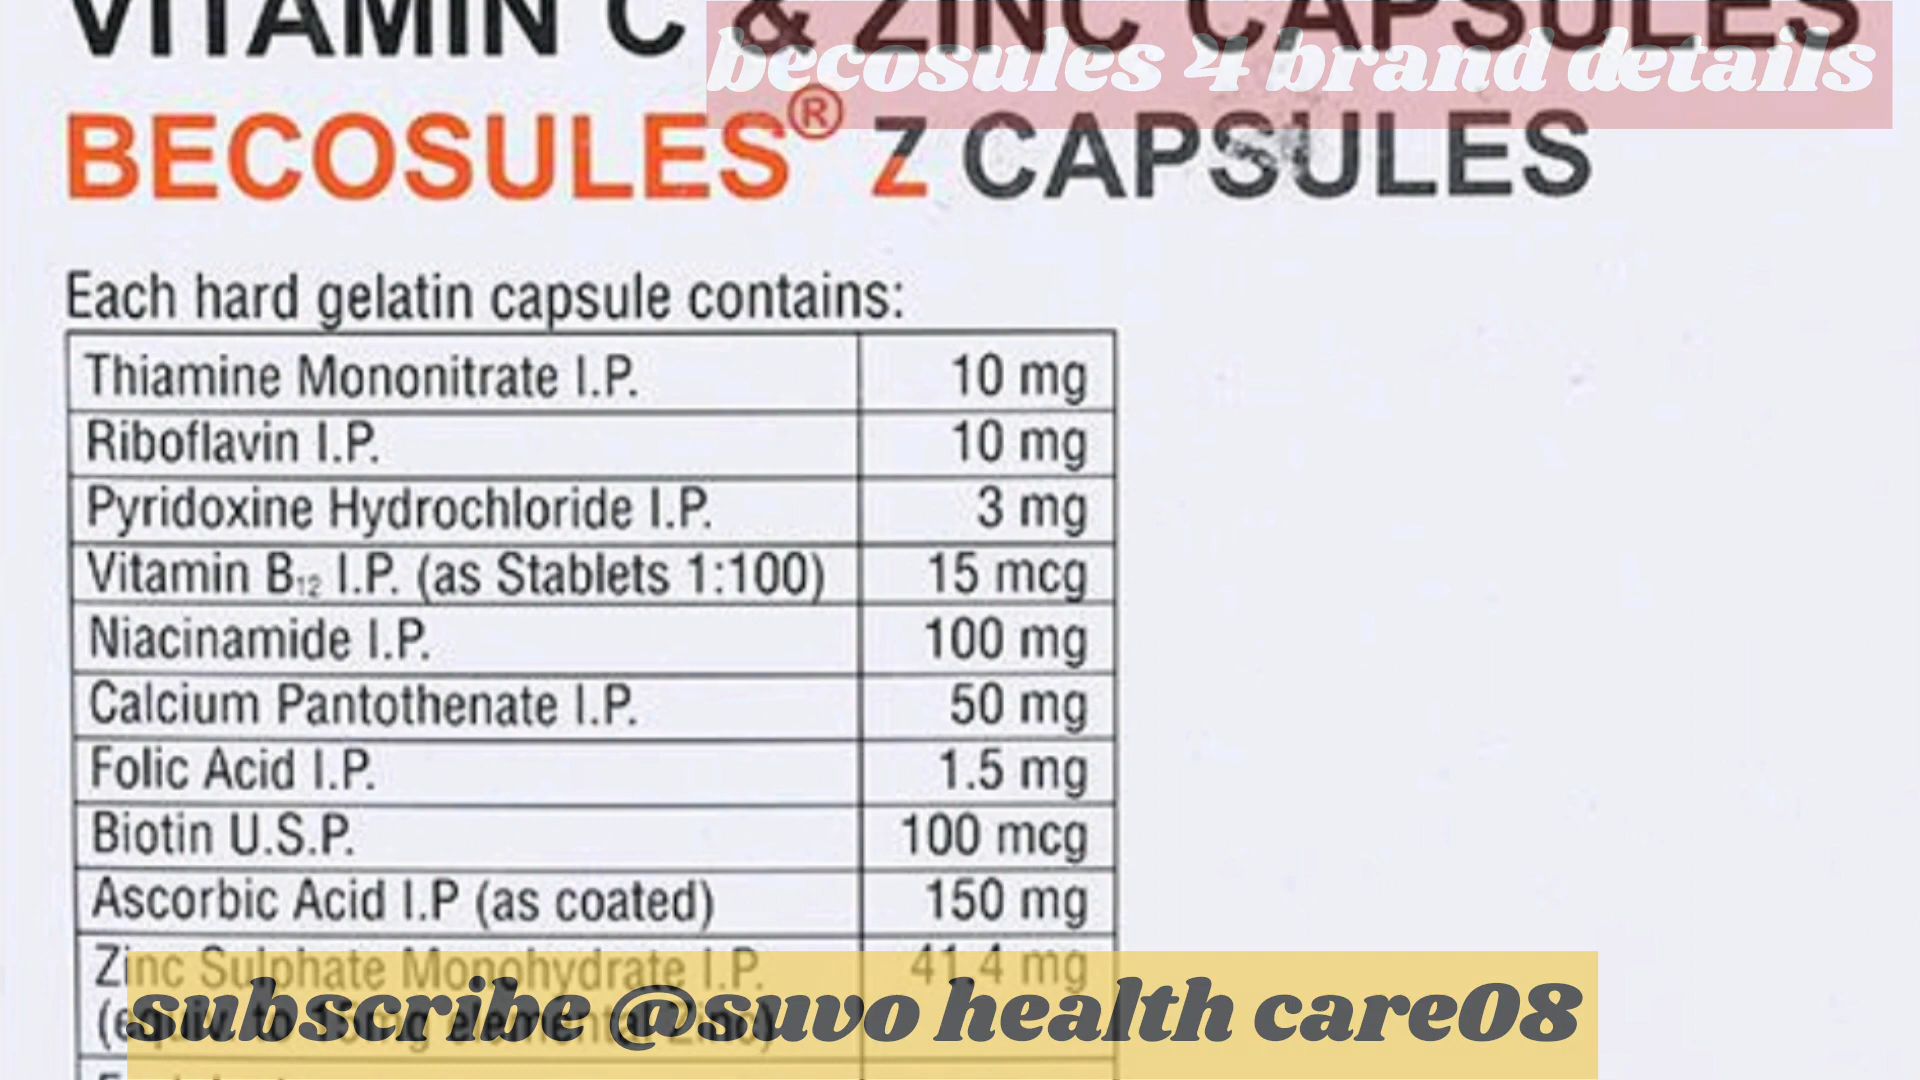 VITAMIN C & ZINC CAPSULES
becosules 4 brand details
BECOSULES® Z CAPSULES
Each hard gelatin capsule contains:
Thiamine Mononitrate I.P. 10 mg
Riboflavin I.P. 10 mg
Pyridoxine Hydrochloride I.P. 3 mg
Vitamin B₁₂ I.P. (as Stablets 1:100) 15 mcg
Niacinamide I.P. 100 mg
Calcium Pantothenate I.P. 50 mg
Folic Acid I.P. 1.5 mg
Biotin U.S.P. 100 mcg
Ascorbic Acid I.P (as coated) 150 mg
Zinc Sulphate Monohydrate I.P. 41.4 mg
subscribe @suvo health care08